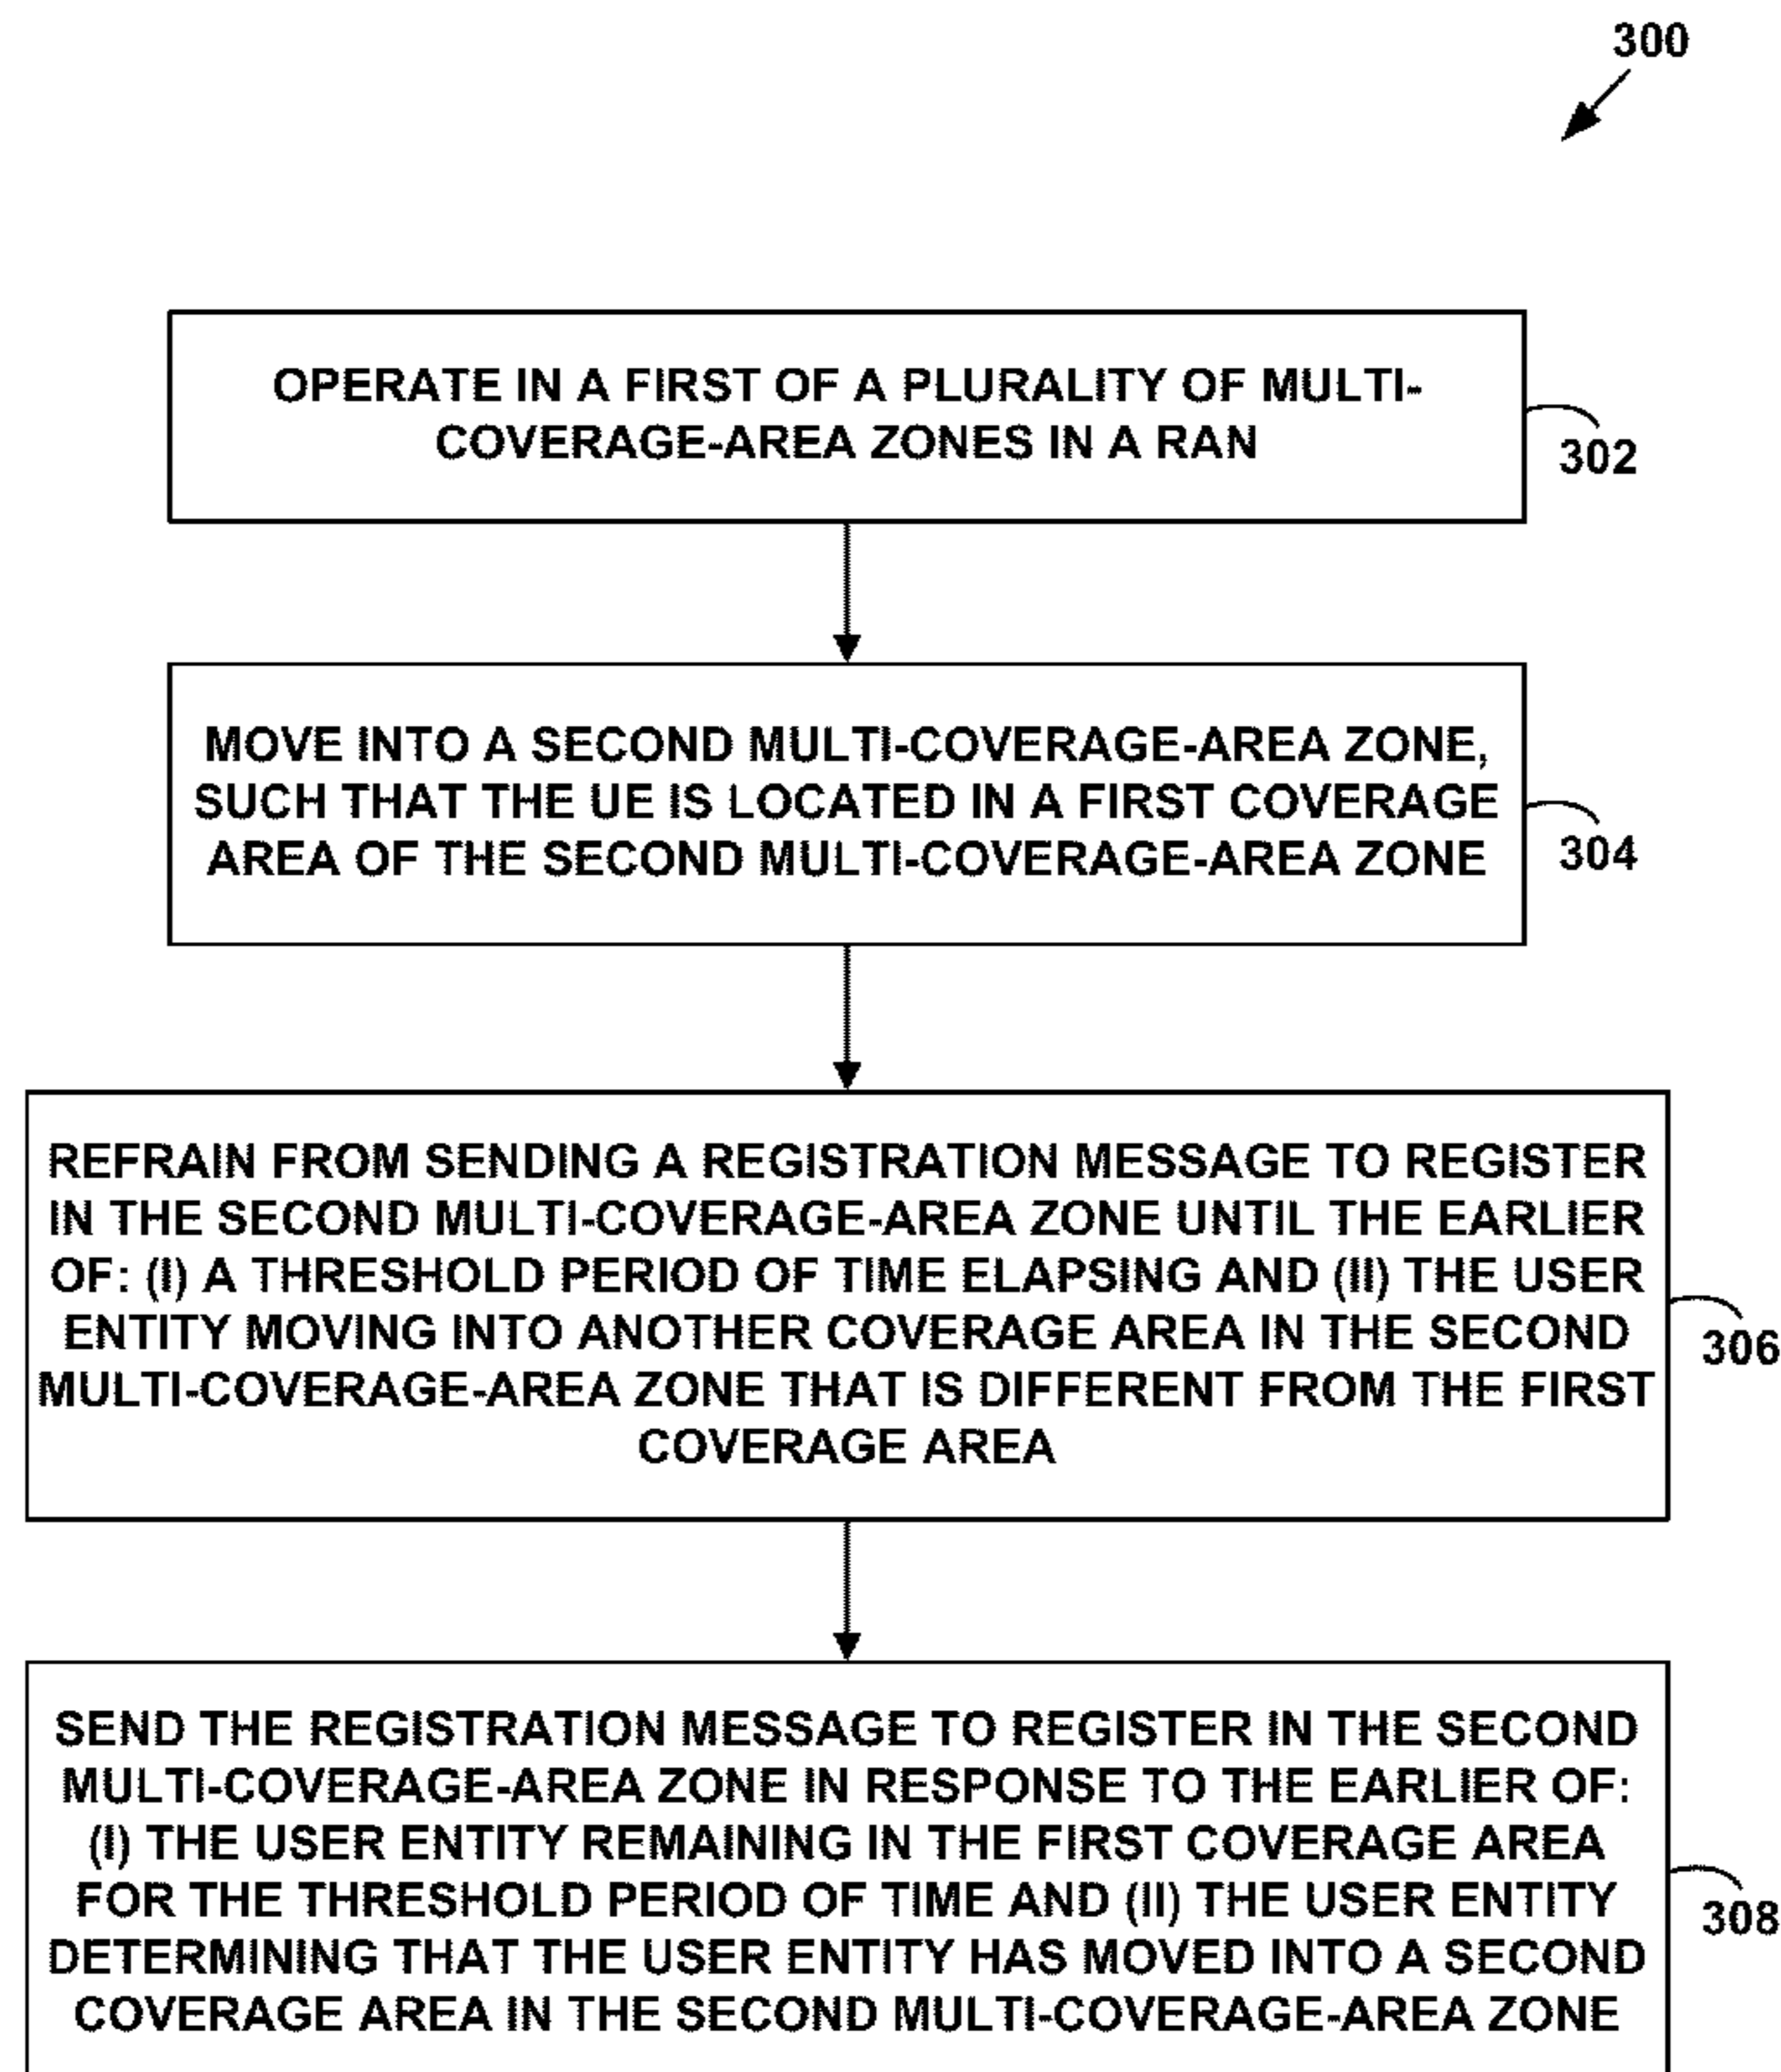 300
OPERATE IN A FIRST OF A PLURALITY OF MULTI-
COVERAGE-AREA ZONES IN A RAN
302
MOVE INTO A SECOND MULTI-COVERAGE-AREA ZONE,
SUCH THAT THE UE IS LOCATED IN A FIRST COVERAGE
AREA OF THE SECOND MULTI-COVERAGE-AREA ZONE
304
REFRAIN FROM SENDING A REGISTRATION MESSAGE TO REGISTER
IN THE SECOND MULTI-COVERAGE-AREA ZONE UNTIL THE EARLIER
OF: (I) A THRESHOLD PERIOD OF TIME ELAPSING AND (II) THE USER
ENTITY MOVING INTO ANOTHER COVERAGE AREA IN THE SECOND
MULTI-COVERAGE-AREA ZONE THAT IS DIFFERENT FROM THE FIRST
COVERAGE AREA
306
SEND THE REGISTRATION MESSAGE TO REGISTER IN THE SECOND
MULTI-COVERAGE-AREA ZONE IN RESPONSE TO THE EARLIER OF:
(I) THE USER ENTITY REMAINING IN THE FIRST COVERAGE AREA
FOR THE THRESHOLD PERIOD OF TIME AND (II) THE USER ENTITY
DETERMINING THAT THE USER ENTITY HAS MOVED INTO A SECOND
COVERAGE AREA IN THE SECOND MULTI-COVERAGE-AREA ZONE
308